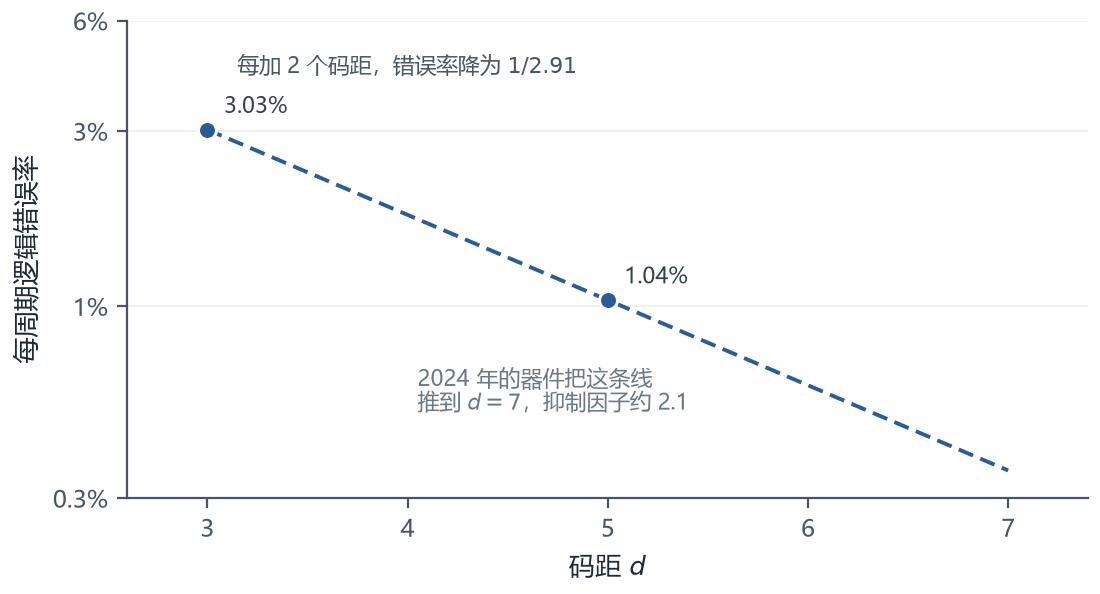 6%
每加 2 个码距，错误率降为 1/2.91
3.03%
3%
每周期逻辑错误率
1.04%
1%
2024 年的器件把这条线
推到 d = 7，抑制因子约 2.1
0.3%
3 4 5 6 7
码距 d